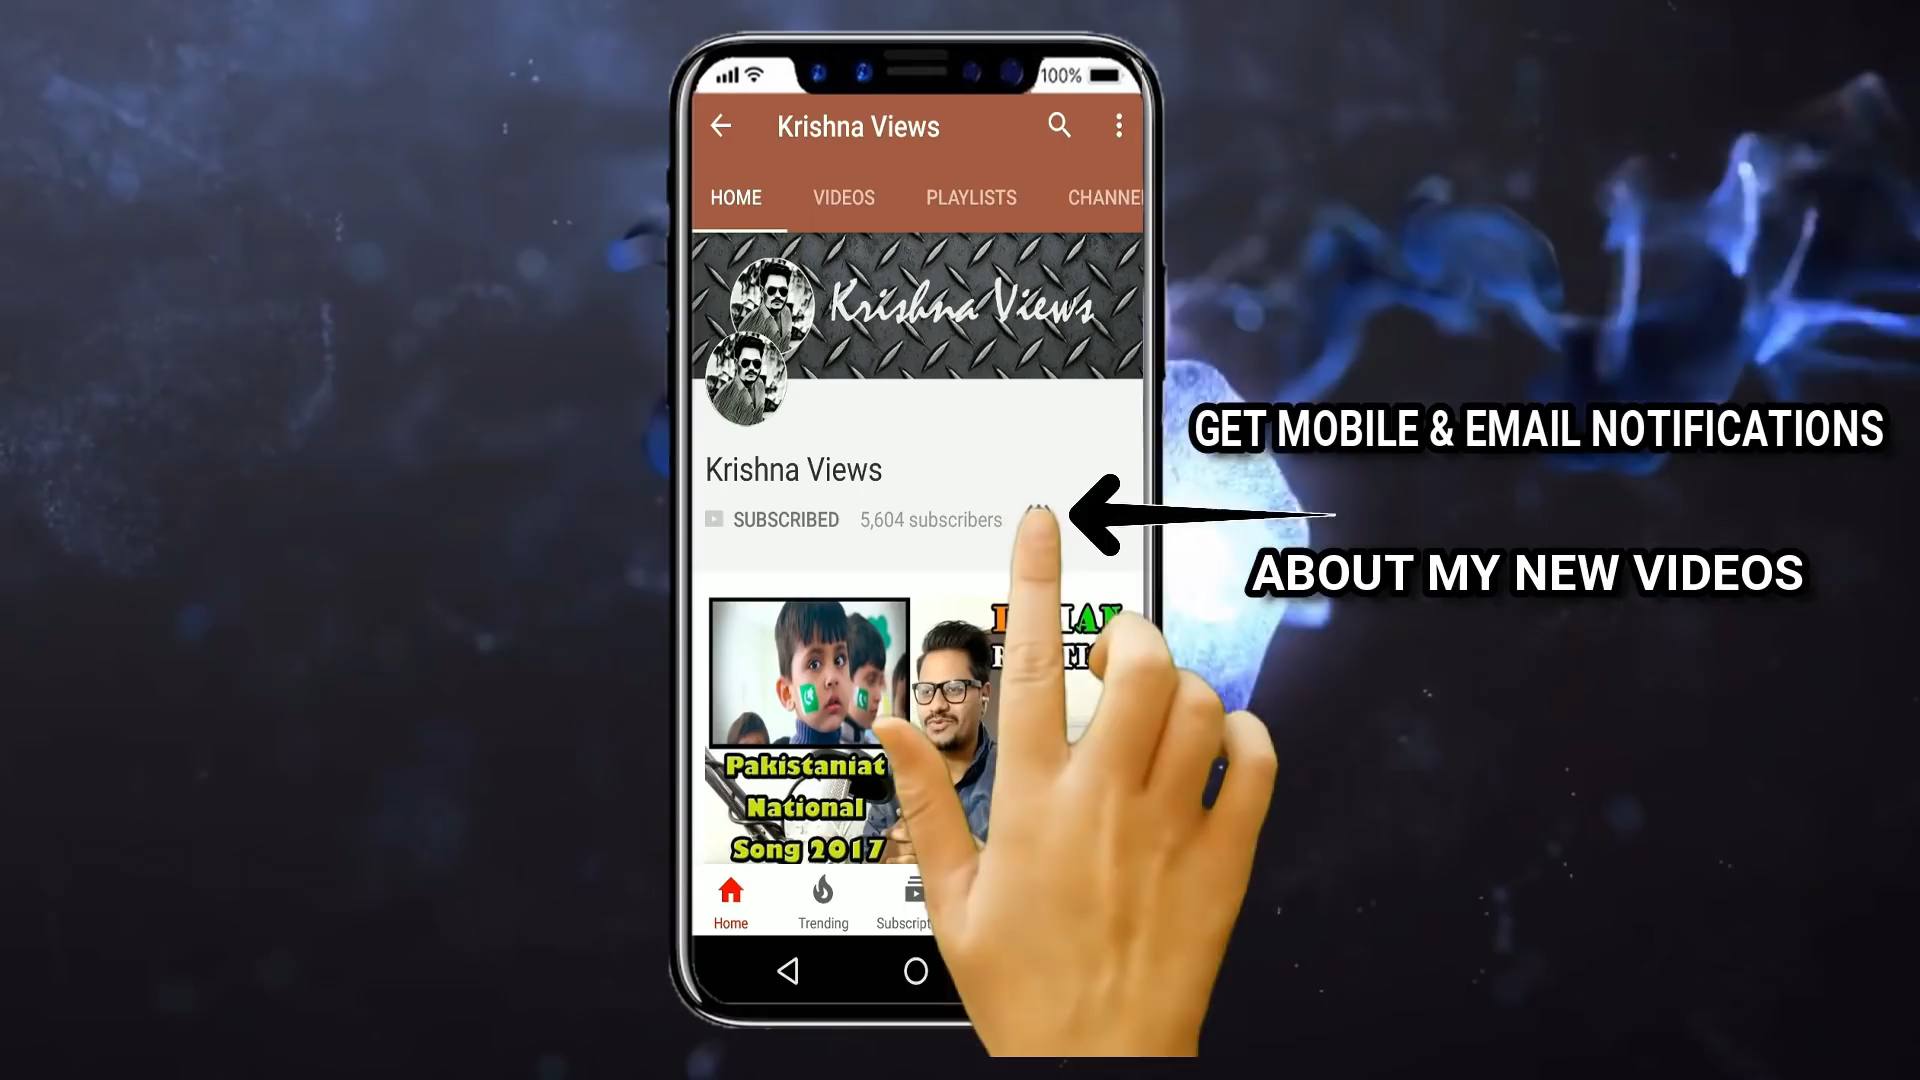 100%
Krishna Views
HOME VIDEOS PLAYLISTS CHANNE
Krishna Views
GET MOBILE & EMAIL NOTIFICATIONS
Krishna Views
SUBSCRIBED 5,604 subscribers
ABOUT MY NEW VIDEOS
Pakistaniat
National
Song 2017
Home Trending Subscript